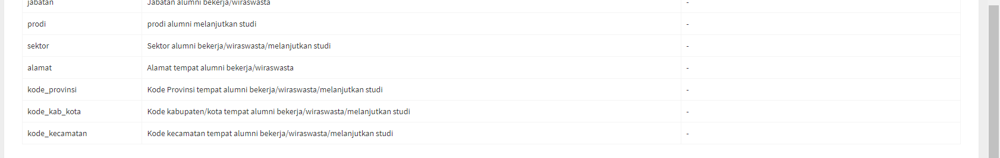 jabatan Jabatan alumni bekerja/wiraswasta -
prodi prodi alumni melanjutkan studi -
sektor Sektor alumni bekerja/wiraswasta/melanjutkan studi -
alamat Alamat tempat alumni bekerja/wiraswasta -
kode_provinsi Kode Provinsi tempat alumni bekerja/wiraswasta/melanjutkan studi -
kode_kab_kota Kode kabupaten/kota tempat alumni bekerja/wiraswasta/melanjutkan studi -
kode_kecamatan Kode kecamatan tempat alumni bekerja/wiraswasta/melanjutkan studi -